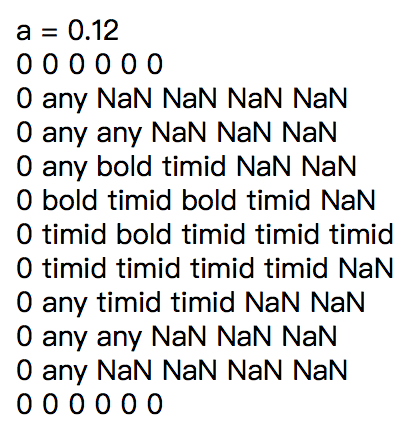 a = 0.12
0 0 0 0 0 0
0 any NaN NaN NaN NaN
0 any any NaN NaN NaN
0 any bold timid NaN NaN
0 bold timid bold timid NaN
0 timid bold timid timid timid
0 timid timid timid timid NaN
0 any timid timid NaN NaN
0 any any NaN NaN NaN
0 any NaN NaN NaN NaN
0 0 0 0 0 0